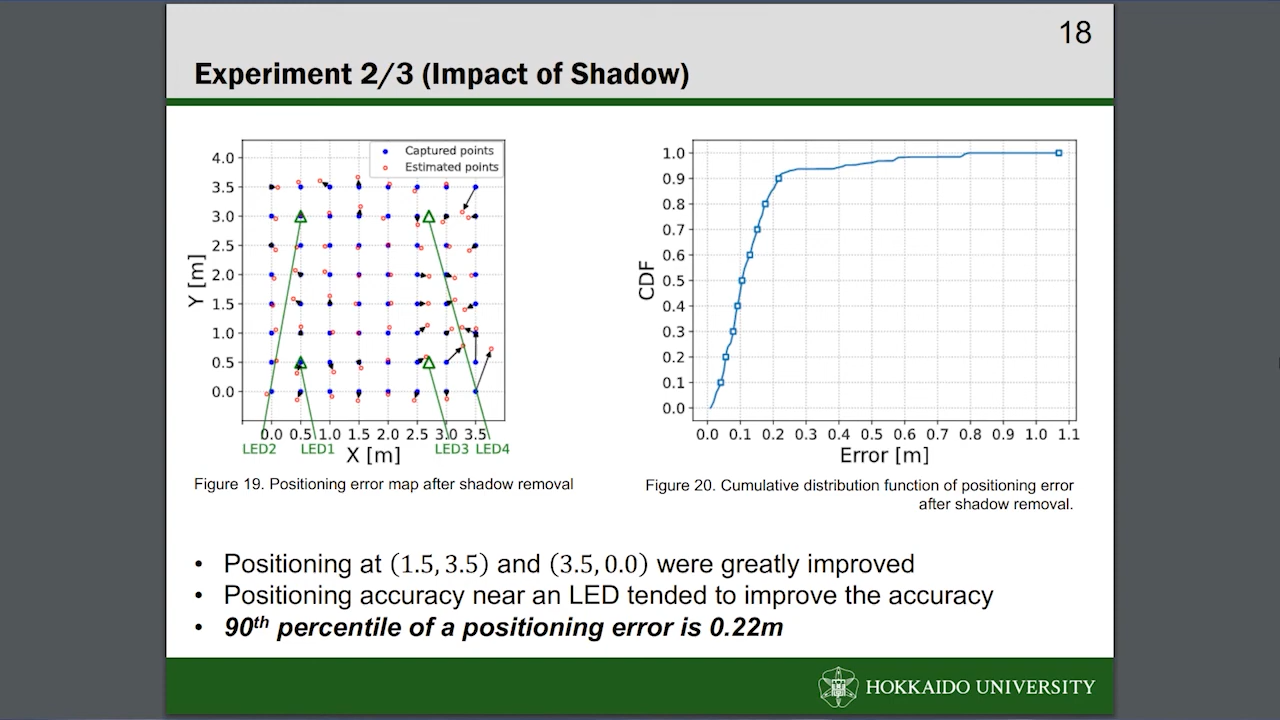 18
Experiment 2/3 (Impact of Shadow)
Captured points
Estimated points
4.0
3.5
3.0
2.5
2.0
1.5
1.0
0.5
0.0
Y [m]
0.0 0.5 1.0 1.5 2.0 2.5 3.0 3.5
LED2 LED1 LED3 LED4
X [m]
Figure 19. Positioning error map after shadow removal
1.0
0.9
0.8
0.7
0.6
0.5
0.4
0.3
0.2
0.1
0.0
CDF
0.0 0.1 0.2 0.3 0.4 0.5 0.6 0.7 0.8 0.9 1.0 1.1
Error [m]
Figure 20. Cumulative distribution function of positioning error
after shadow removal.
• Positioning at (1.5, 3.5) and (3.5, 0.0) were greatly improved
• Positioning accuracy near an LED tended to improve the accuracy
• 90th percentile of a positioning error is 0.22m
HOKKAIDO UNIVERSITY